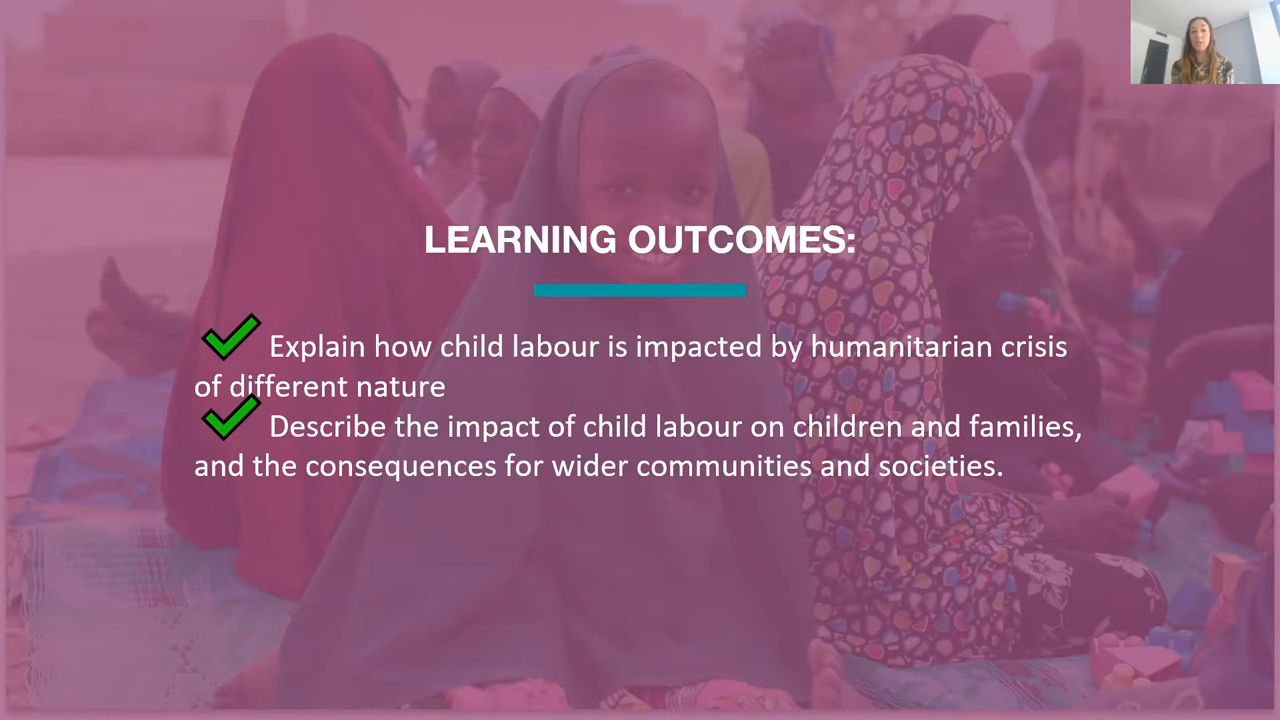 LEARNING OUTCOMES:
Explain how child labour is impacted by humanitarian crisis
of different nature
Describe the impact of child labour on children and families,
and the consequences for wider communities and societies.